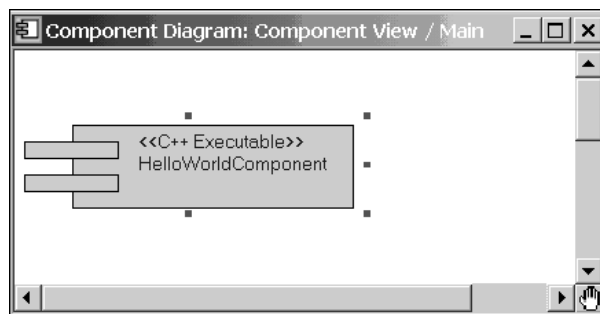 Component Diagram: Component View / Main
<<C++ Executable>>
HelloWorldComponent